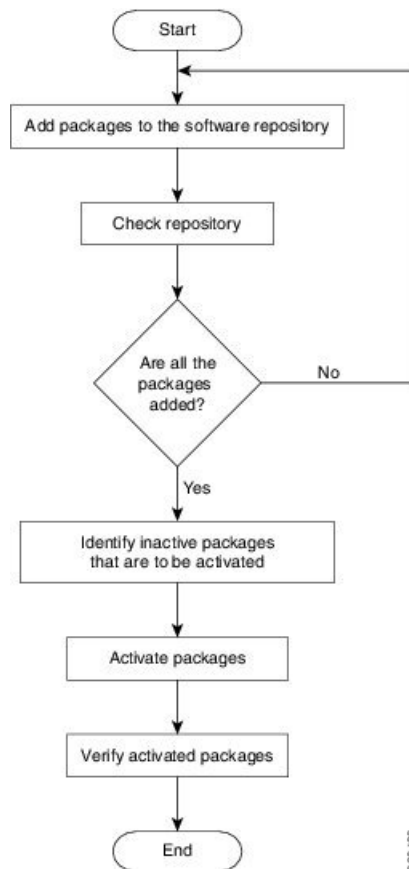 Start
Add packages to the software repository
Check repository
Are all the
packages
added?
No
Yes
Identify inactive packages
that are to be activated
Activate packages
Verify activated packages
End